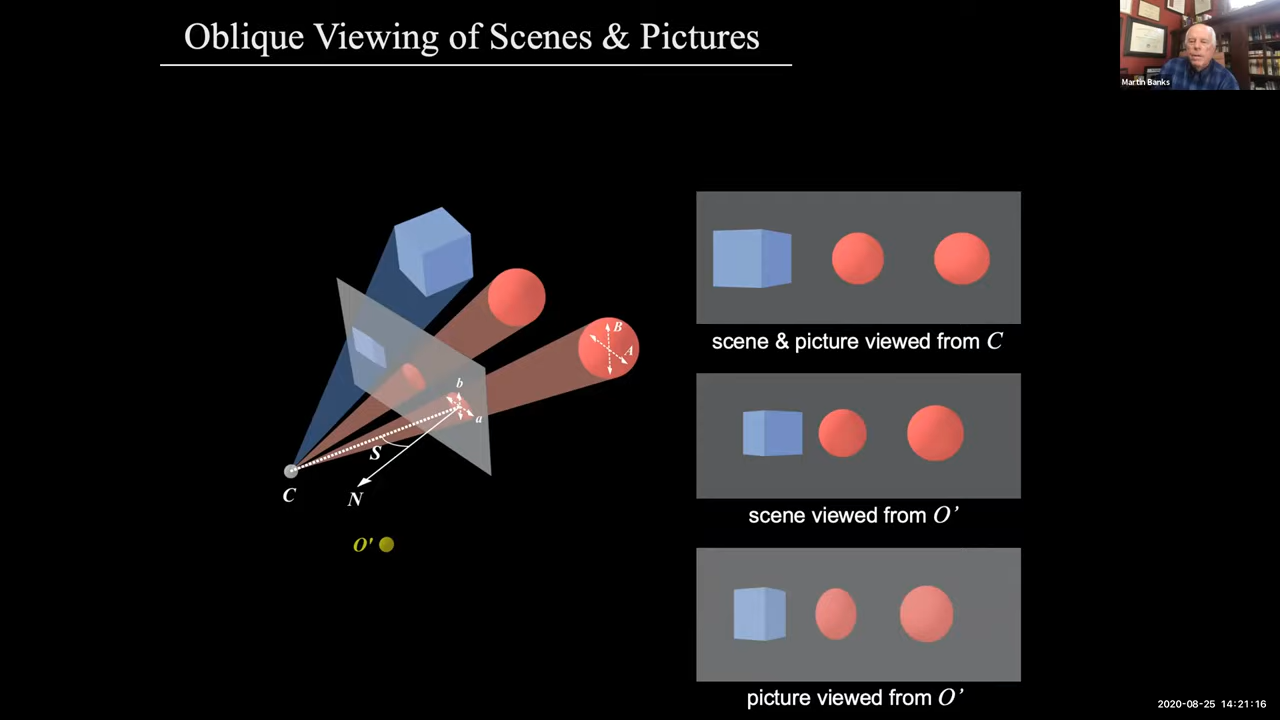 Oblique Viewing of Scenes & Pictures
Martin Banks
B
A
b
a
S
C
N
O'
scene & picture viewed from C
scene viewed from O’
picture viewed from O’
2020-08-25 14:21:16